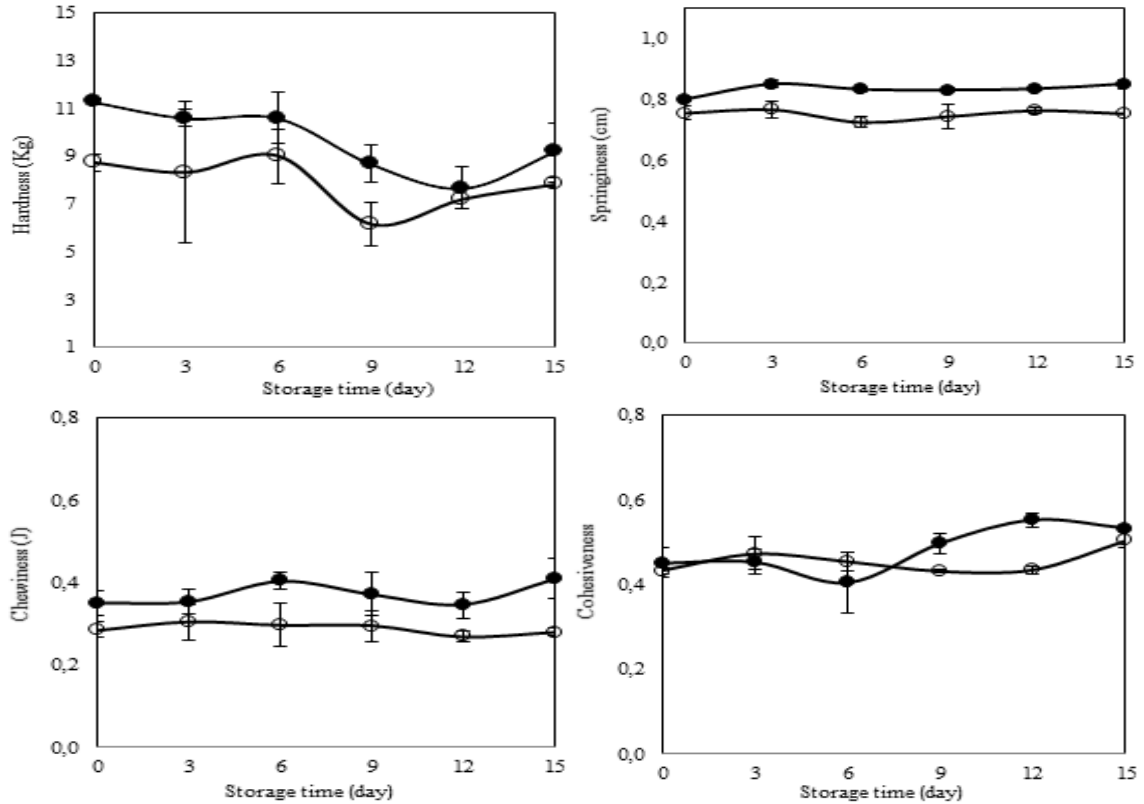 Hardness (Kg)
15
13
11
9
7
5
3
1
0 3 6 9 12 15
Storage time (day)
Springiness (cm)
1,0
0,8
0,6
0,4
0,2
0,0
0 3 6 9 12 15
Storage time (day)
Chewiness (J)
0,8
0,6
0,4
0,2
0,0
0 3 6 9 12 15
Storage time (day)
Cohesiveness
0,8
0,6
0,4
0,2
0,0
0 3 6 9 12 15
Storage time (day)